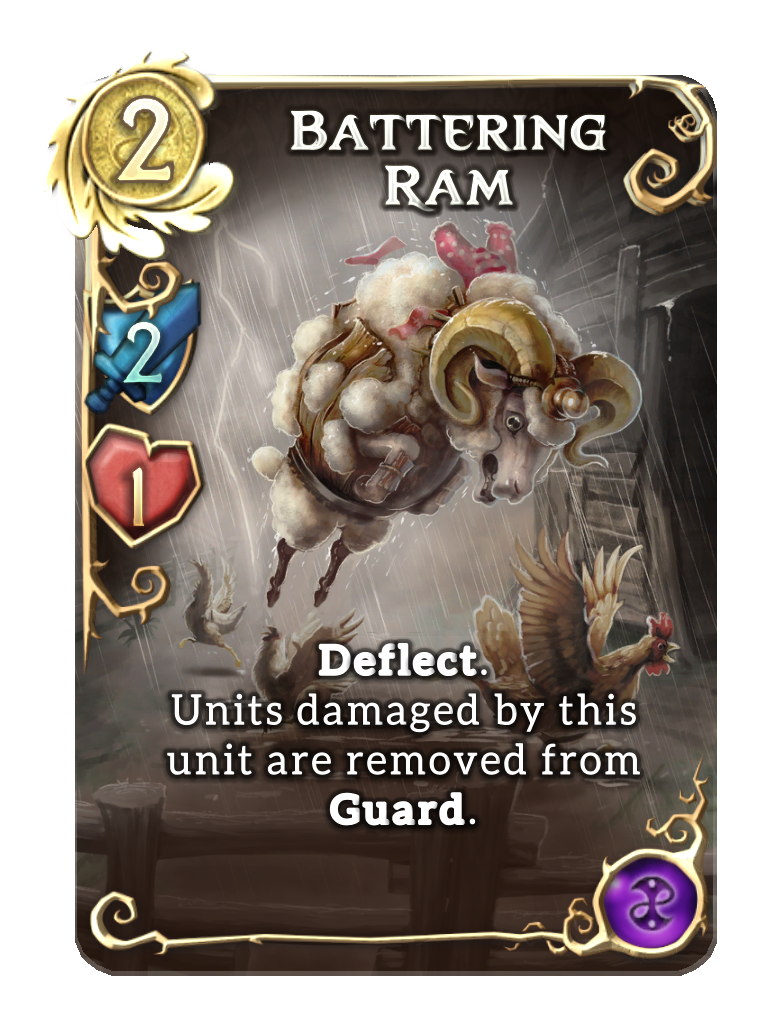 2
BATTERING
RAM
2
1
Deflect.
Units damaged by this
unit are removed from
Guard.